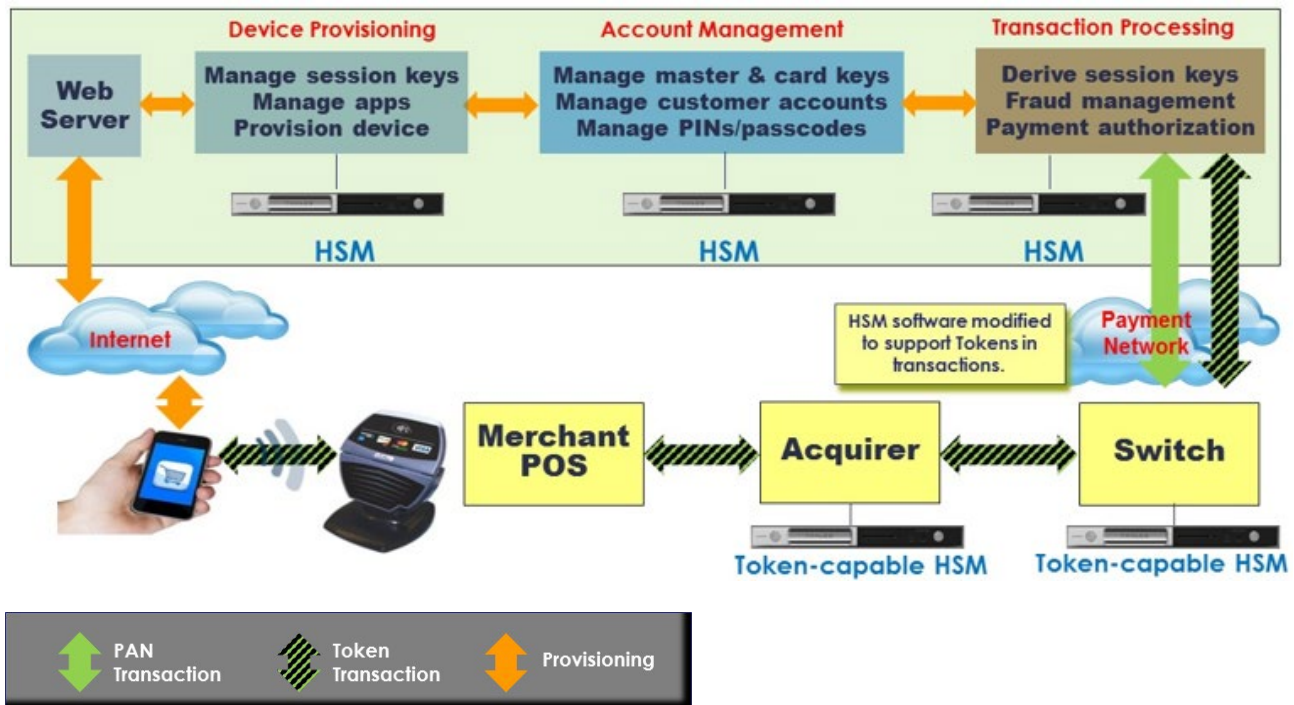 Device Provisioning
Account Management
Transaction Processing
Web
Server
Manage session keys
Manage apps
Provision device
Manage master & card keys
Manage customer accounts
Manage PINs/passcodes
Derive session keys
Fraud management
Payment authorization
HSM
HSM
HSM
Internet
HSM software modified
to support Tokens in
transactions.
Payment
Network
Merchant
POS
Acquirer
Switch
Token-capable HSM
Token-capable HSM
PAN
Transaction
Token
Transaction
Provisioning